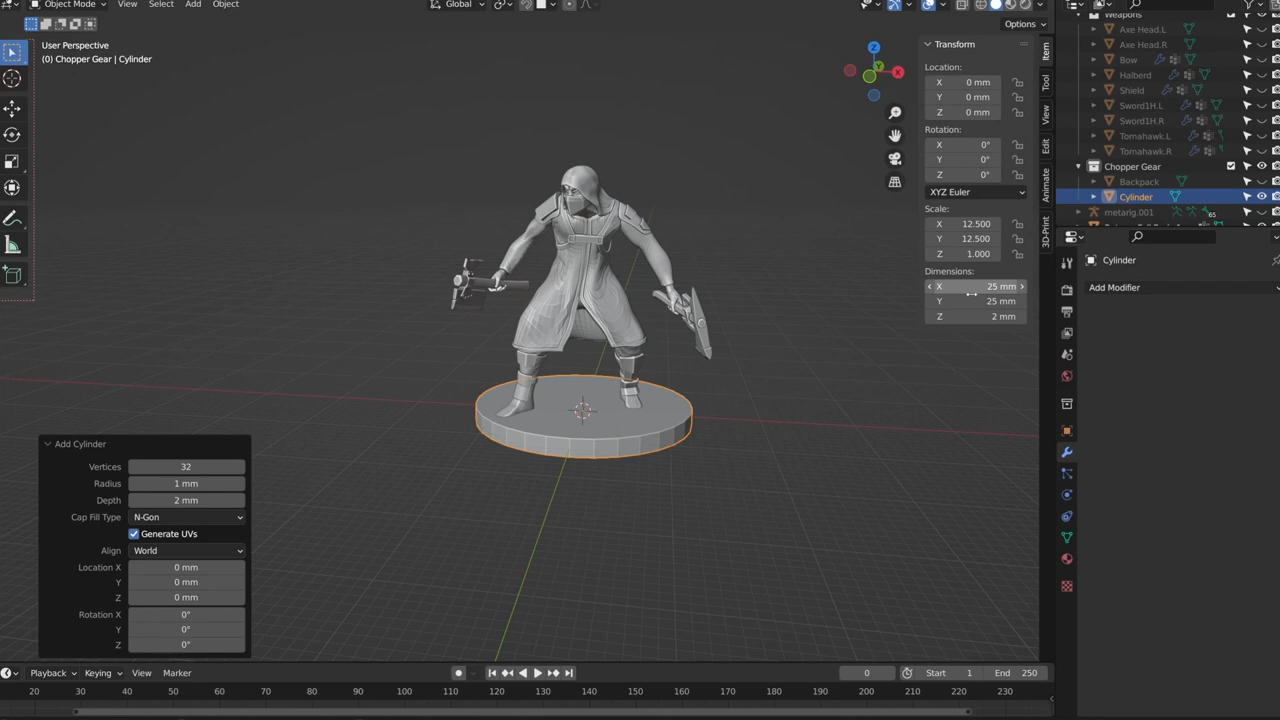 Object Mode
View
Select
Add
Object
Global
Options
User Perspective
(0) Chopper Gear | Cylinder
Z
Y
X
Transform
Location:
X 0 mm
Y 0 mm
Z 0 mm
Rotation:
X 0°
Y 0°
Z 0°
XYZ Euler
Scale:
X 12.500
Y 12.500
Z 1.000
Dimensions:
X 25 mm
Y 25 mm
Z 2 mm
Item
Tool
View
Edit
Animate
3D-Print
Weapons
Axe Head.L
Axe Head.R
Bow
Halberd
Shield
Sword1H.L
Sword1H.R
Tomahawk.L
Tomahawk.R
Chopper Gear
Backpack
Cylinder
metarig.001
65
Cylinder
Add Modifier
Add Cylinder
Vertices 32
Radius 1 mm
Depth 2 mm
Cap Fill Type N-Gon
Generate UVs
Align World
Location X 0 mm
Y 0 mm
Z 0 mm
Rotation X 0°
Y 0°
Z 0°
Playback
Keying
View
Marker
0
Start 1
End 250
20 30 40 50 60 70 80 90 100 110 120 130 140 150 160 170 180 190 200 210 220 230